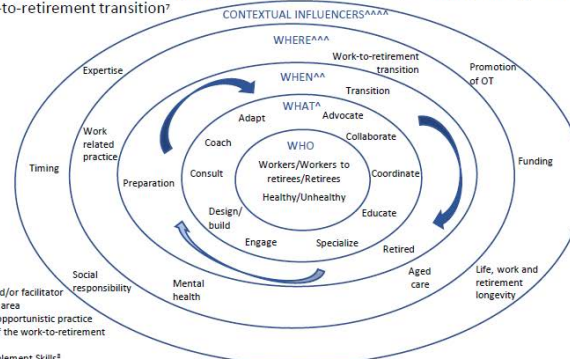 -to-retirement transition⁷
CONTEXTUAL INFLUENCERS^^^^
WHERE^^^
Work-to-retirement
transition
Expertise
Promotion
of OT
WHEN^^
Transition
WHAT^
Adapt
Advocate
Work
related
practice
Coach
Collaborate
WHO
Timing
Workers/Workers to
retirees/Retirees
Funding
Preparation
Consult
Coordinate
Healthy/Unhealthy
Design/
build
Educate
Engage
Specialize
Retired
Social
responsibility
Mental
health
Aged
care
Life, work and
retirement
longevity
d/or facilitator
area
opportunistic practice
f the work-to-retirement
plement Skills⁸